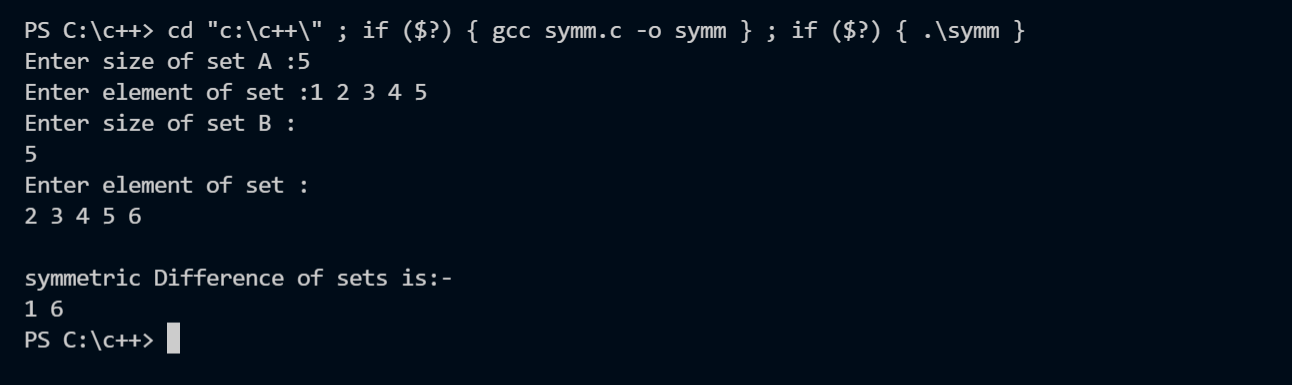 PS C:\c++> cd "c:\c++\" ; if ($?) { gcc symm.c -o symm } ; if ($?) { .\symm }
Enter size of set A :5
Enter element of set :1 2 3 4 5
Enter size of set B :
5
Enter element of set :
2 3 4 5 6
symmetric Difference of sets is:-
1 6
PS C:\c++>